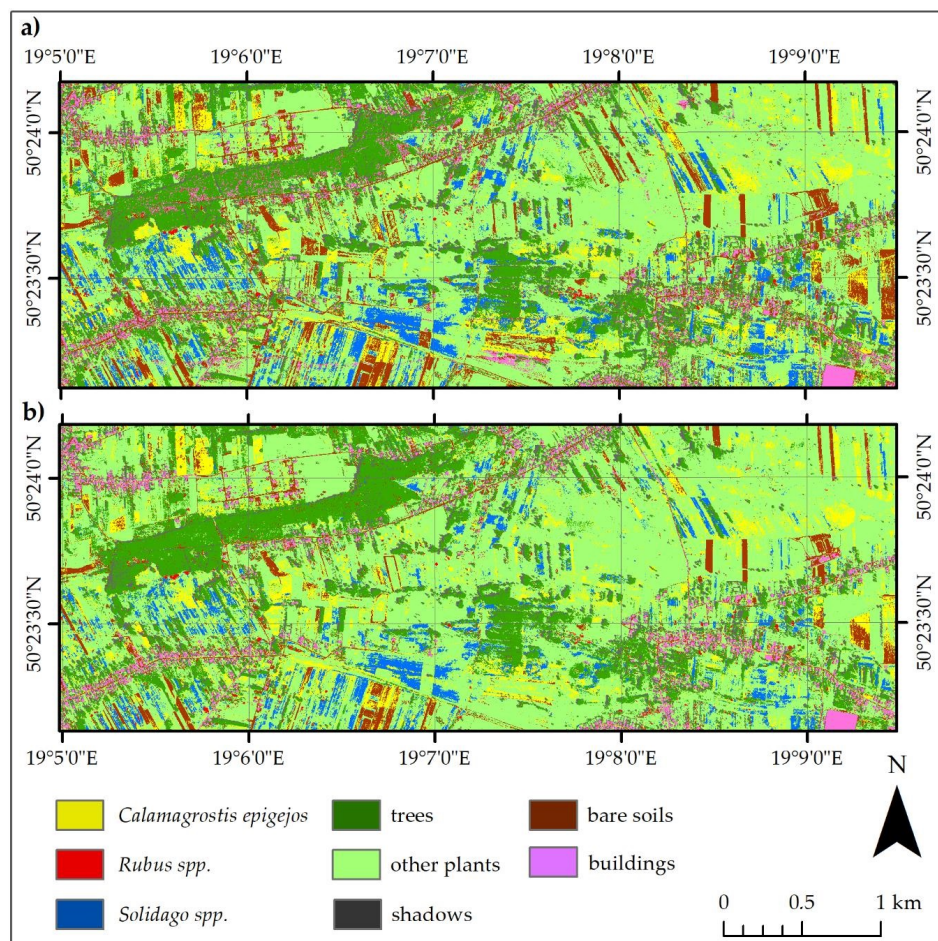 a)
19°5'0"E 19°6'0"E 19°7'0"E 19°8'0"E 19°9'0"E
50°24'0"N 50°24'0"N
50°23'30"N 50°23'30"N
b)
50°24'0"N 50°24'0"N
50°23'30"N 50°23'30"N
19°5'0"E 19°6'0"E 19°7'0"E 19°8'0"E 19°9'0"E
N
Calamagrostis epigejos trees bare soils
Rubus spp. other plants buildings
Solidago spp. shadows
0 0.5 1 km